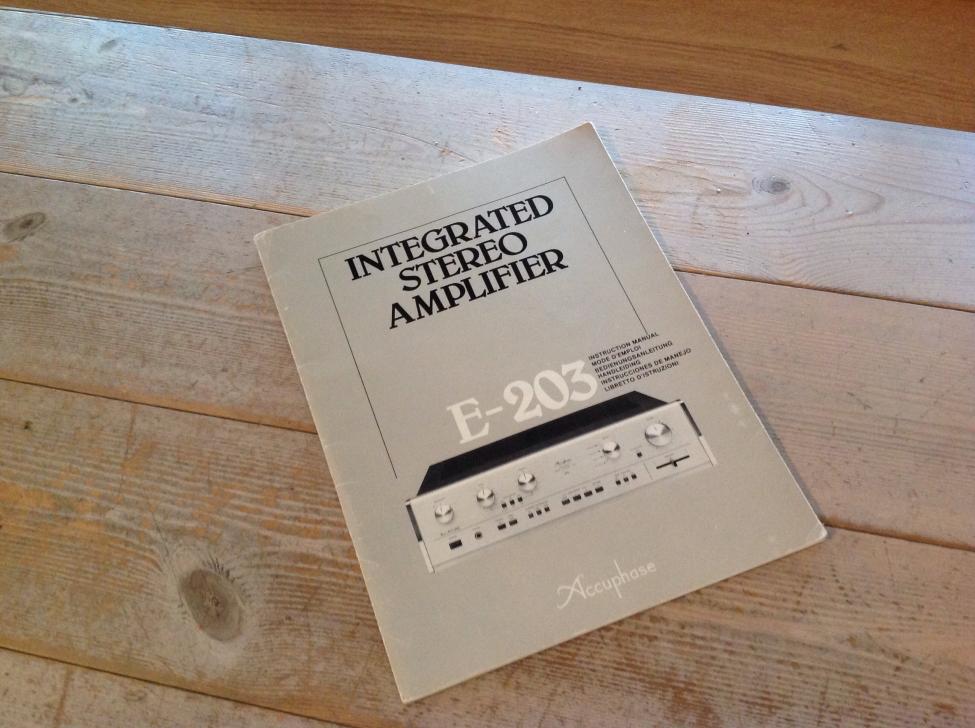 INTEGRATED
STEREO
AMPLIFIER
INSTRUCTION MANUAL
MODE D'EMPLOI
BEDIENUNGSANLEITUNG
HANDLEIDING
INSTRUCCIONES DE MANEJO
LIBRETTO D'ISTRUZIONI
E-203
Accuphase